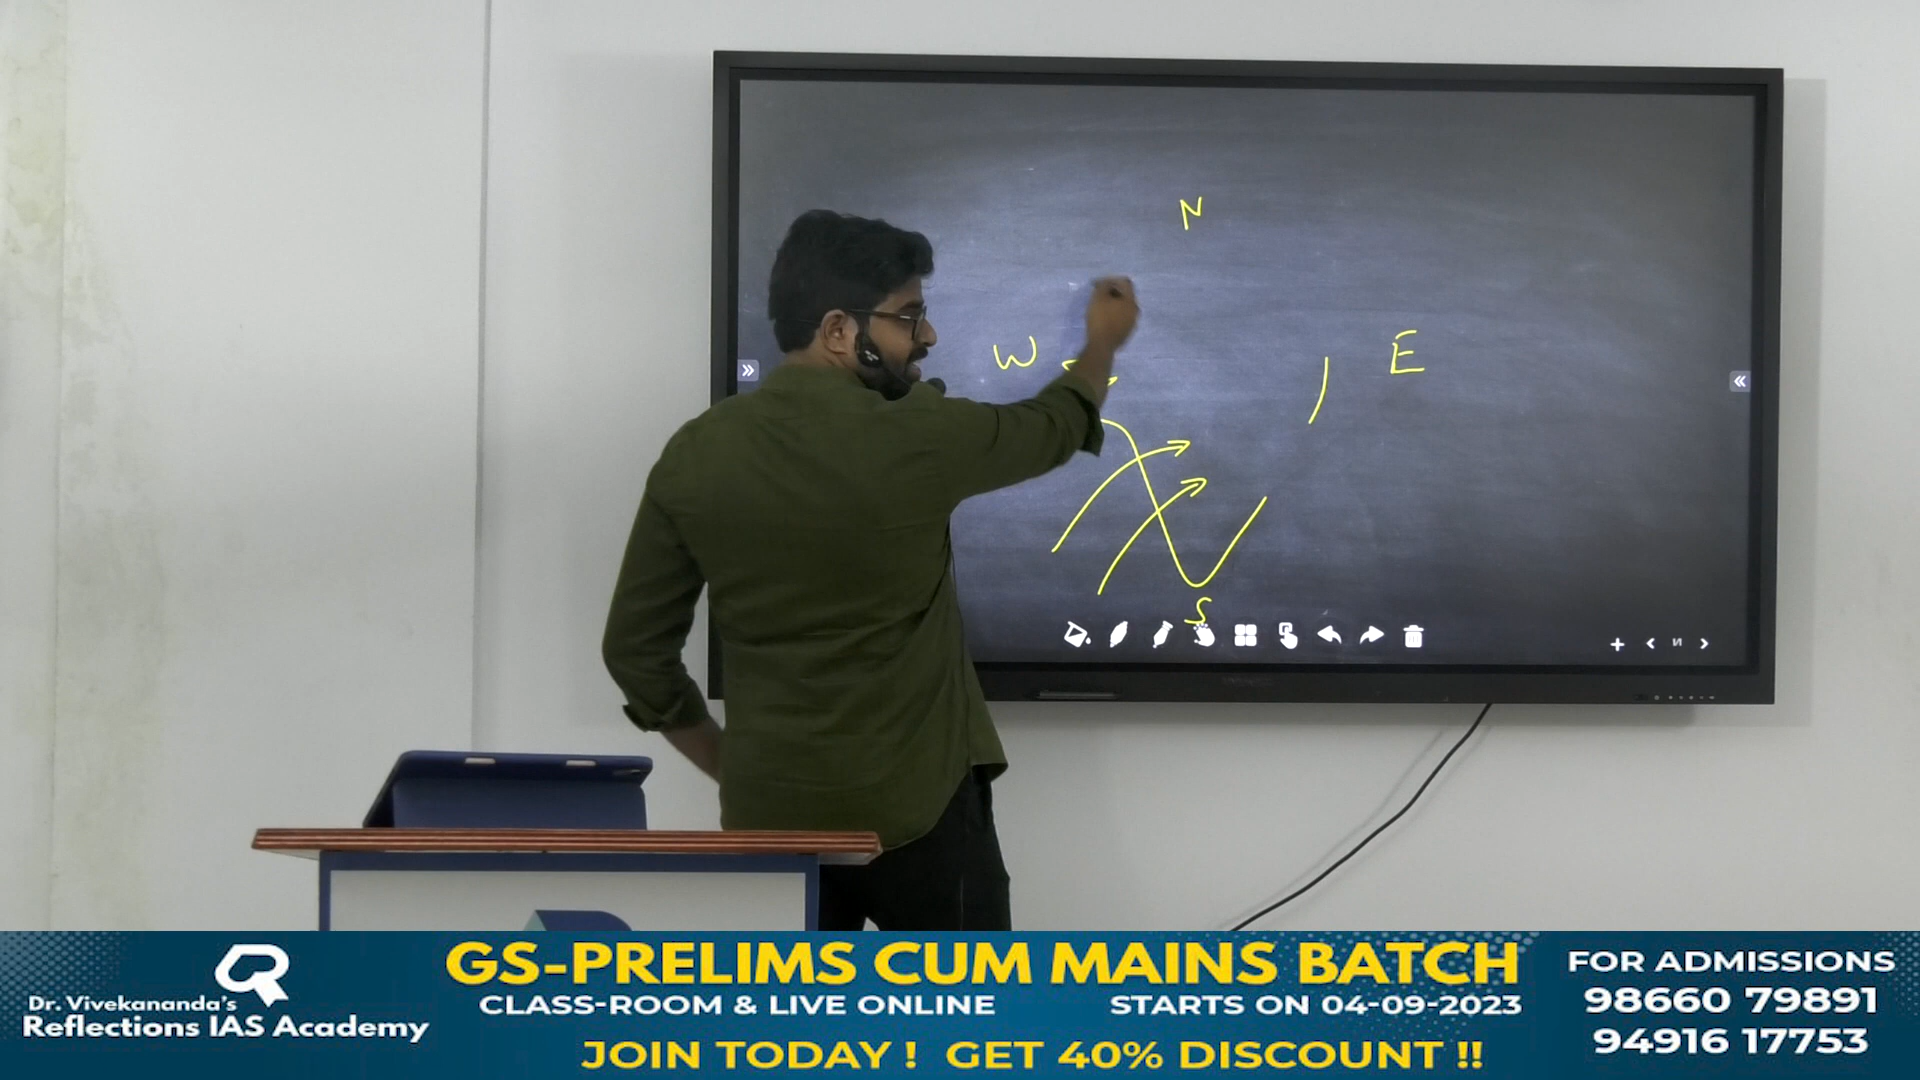 N
W
E
S
GS-PRELIMS CUM MAINS BATCH
CLASS-ROOM & LIVE ONLINE STARTS ON 04-09-2023
JOIN TODAY ! GET 40% DISCOUNT !!
Dr. Vivekananda's
Reflections IAS Academy
FOR ADMISSIONS
98660 79891
94916 17753